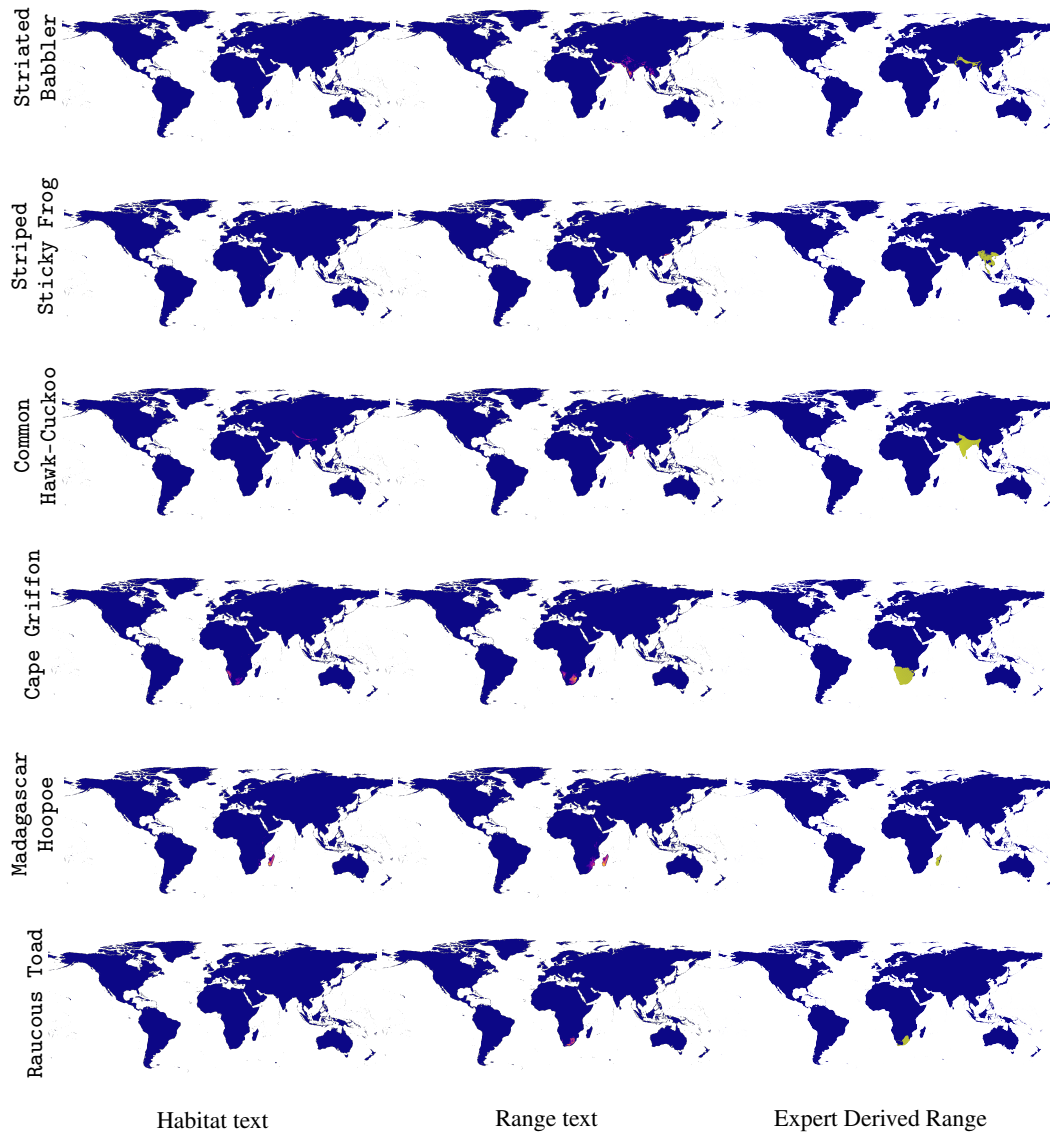 Striated
Babbler
Striped
Sticky Frog
Common
Hawk-Cuckoo
Cape Griffon
Madagascar
Hoopoe
Raucous Toad
Habitat text
Range text
Expert Derived Range